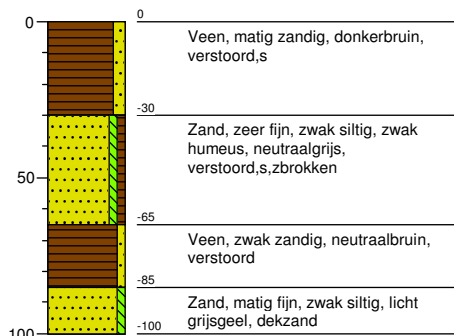 0
0
Veen, matig zandig, donkerbruin,
verstoord,s
-30
Zand, zeer fijn, zwak siltig, zwak
humeus, neutraalgrijs,
verstoord,s,zbrokken
50
-65
Veen, zwak zandig, neutraalbruin,
verstoord
-85
Zand, matig fijn, zwak siltig, licht
grijsgeel, dekzand
100
-100